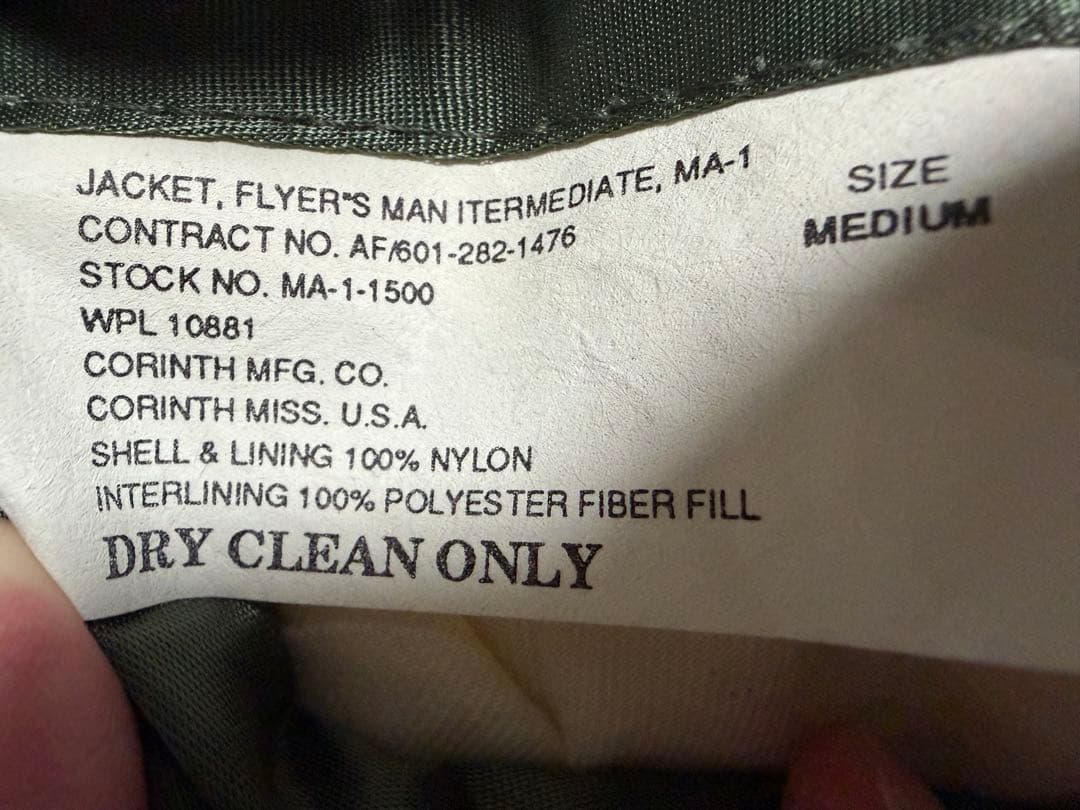 JACKET, FLYER"S MAN ITERMEDIATE, MA-1
CONTRACT NO. AF/601-282-1476
STOCK NO. MA-1-1500
WPL 10881
CORINTH MFG. CO.
CORINTH MISS. U.S.A.
SHELL & LINING 100% NYLON
INTERLINING 100% POLYESTER FIBER FILL
DRY CLEAN ONLY
SIZE
MEDIUM